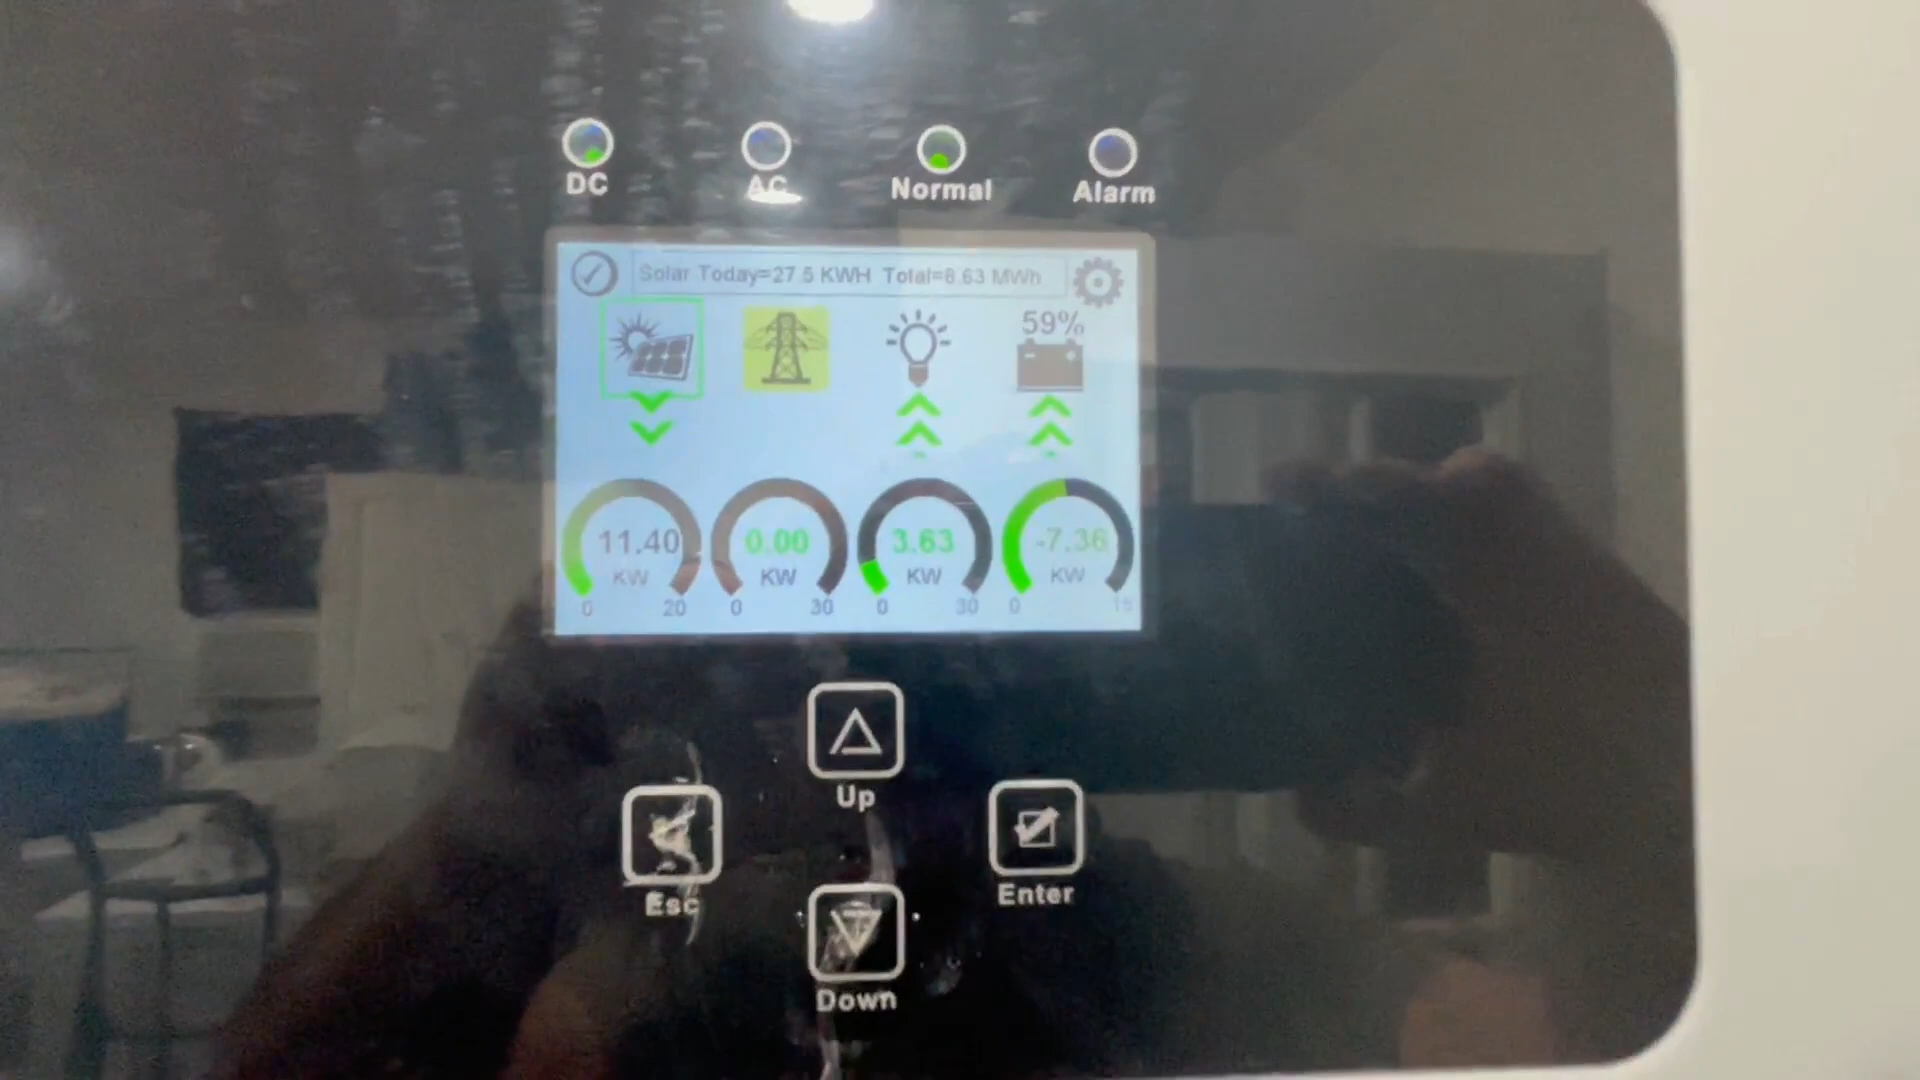 DC AC Normal Alarm
Solar Today=27.5 KWH Total=8.63 MWh
59%
11.40 0.00 3.63 -7.36
KW KW KW KW
0 20 0 30 0 30 0 15
Up
Esc Enter
Down